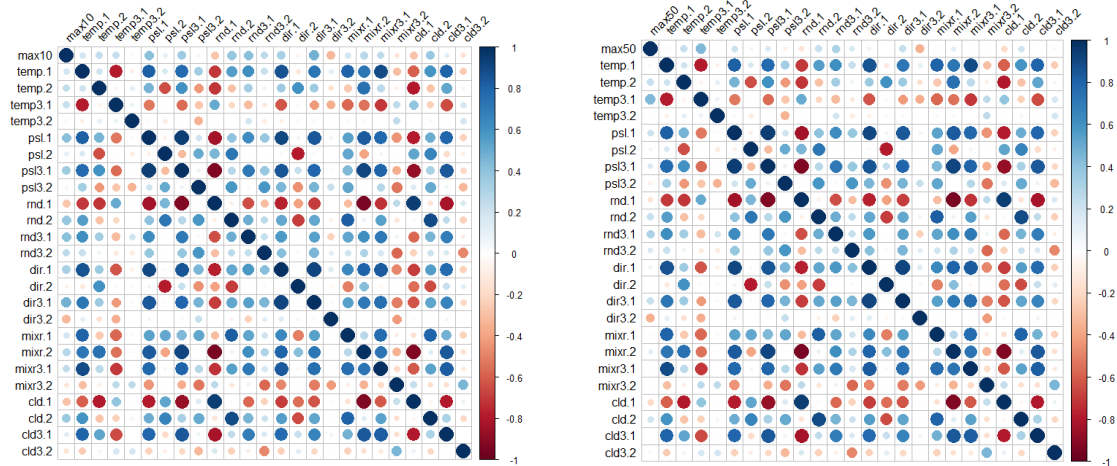 max10 temp.1 temp.2 temp3.1 temp3.2 psl.1 psl.2 psl3.1 psl3.2 rnd.1 rnd.2 rnd3.1 rnd3.2 dir.1 dir.2 dir3.1 dir3.2 mixr.1 mixr.2 mixr3.1 mixr3.2 cld.1 cld.2 cld3.1 cld3.2
max10
temp.1
temp.2
temp3.1
temp3.2
psl.1
psl.2
psl3.1
psl3.2
rnd.1
rnd.2
rnd3.1
rnd3.2
dir.1
dir.2
dir3.1
dir3.2
mixr.1
mixr.2
mixr3.1
mixr3.2
cld.1
cld.2
cld3.1
cld3.2
1
0.8
0.6
0.4
0.2
0
-0.2
-0.4
-0.6
-0.8
-1
max50 temp.1 temp.2 temp3.1 temp3.2 psl.1 psl.2 psl3.1 psl3.2 rnd.1 rnd.2 rnd3.1 rnd3.2 dir.1 dir.2 dir3.1 dir3.2 mixr.1 mixr.2 mixr3.1 mixr3.2 cld.1 cld.2 cld3.1 cld3.2
max50
temp.1
temp.2
temp3.1
temp3.2
psl.1
psl.2
psl3.1
psl3.2
rnd.1
rnd.2
rnd3.1
rnd3.2
dir.1
dir.2
dir3.1
dir3.2
mixr.1
mixr.2
mixr3.1
mixr3.2
cld.1
cld.2
cld3.1
cld3.2
1
0.8
0.6
0.4
0.2
0
-0.2
-0.4
-0.6
-0.8
-1